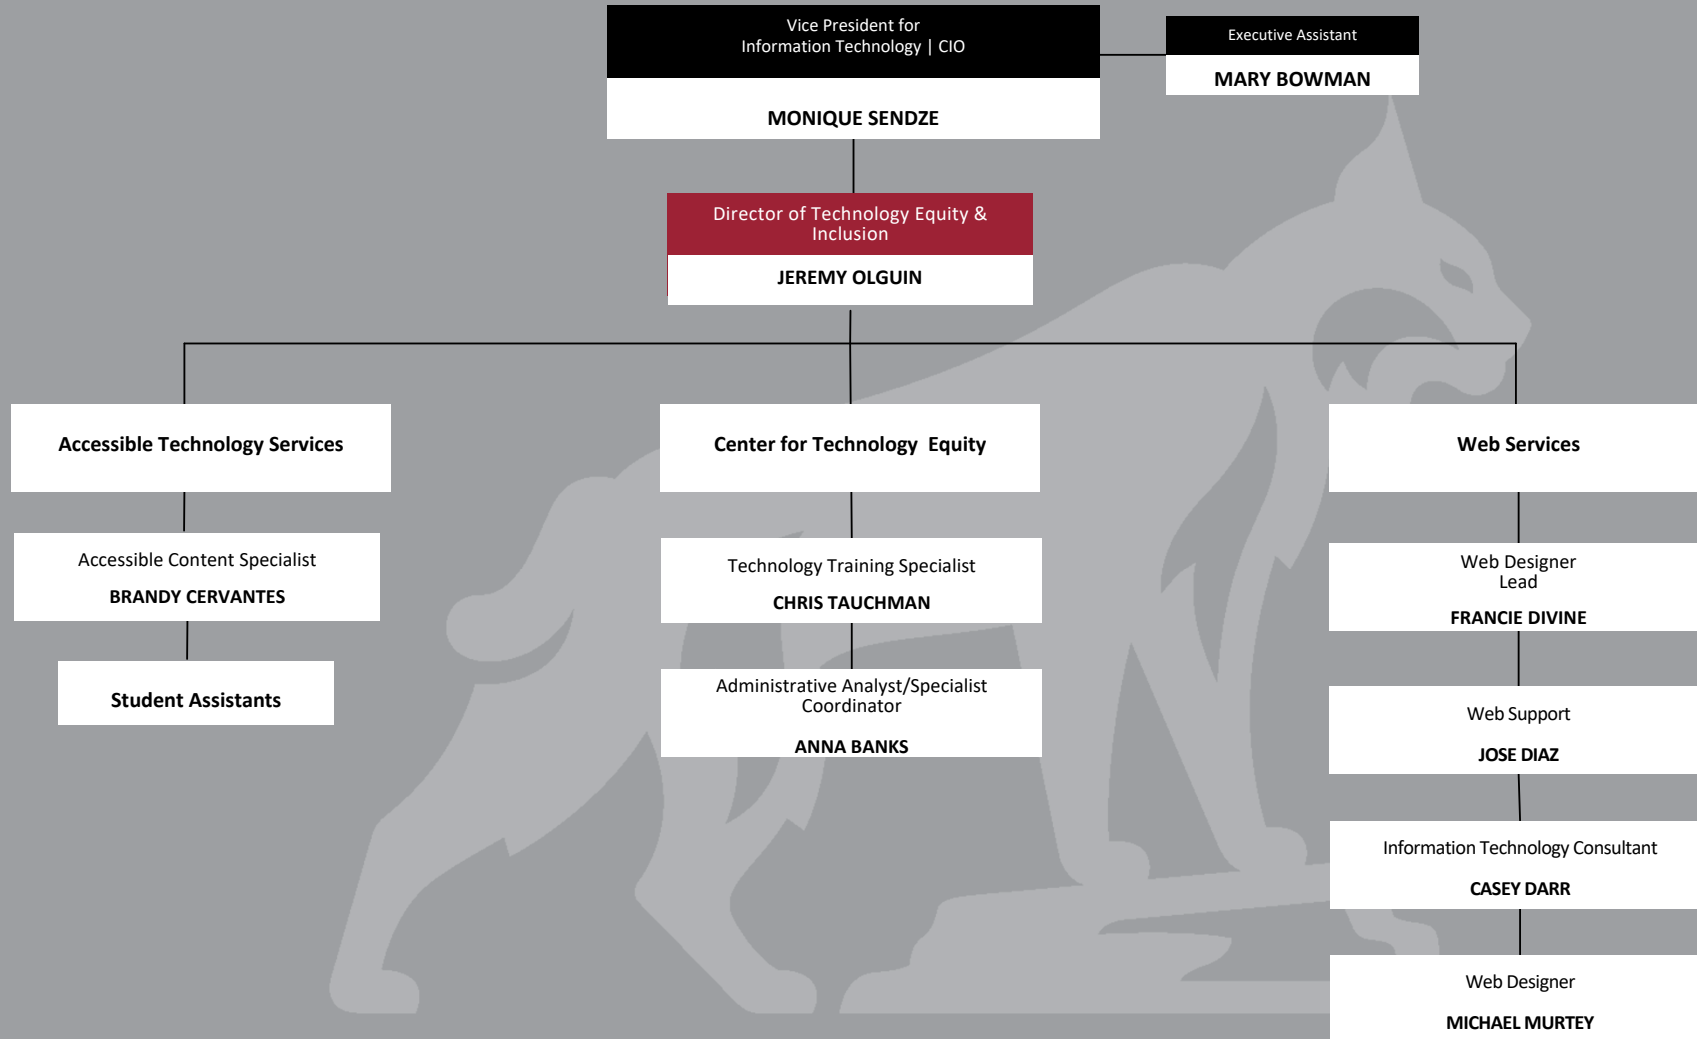 Vice President for
Information Technology | CIO
MONIQUE SENDZE
Executive Assistant
MARY BOWMAN
Director of Technology Equity &
Inclusion
JEREMY OLGUIN
Accessible Technology Services
Accessible Content Specialist
BRANDY CERVANTES
Student Assistants
Center for Technology Equity
Technology Training Specialist
CHRIS TAUCHMAN
Administrative Analyst/Specialist
Coordinator
ANNA BANKS
Web Services
Web Designer
Lead
FRANCIE DIVINE
Web Support
JOSE DIAZ
Information Technology Consultant
CASEY DARR
Web Designer
MICHAEL MURTEY